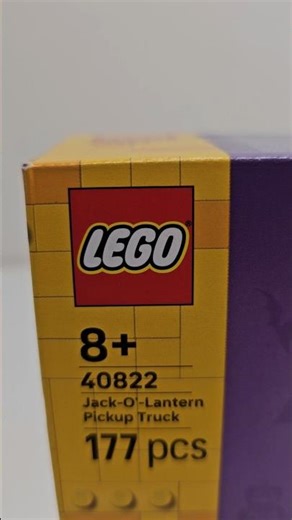 LEGO
8+
40822
Jack-O'-Lantern
Pickup Truck
177 pcs